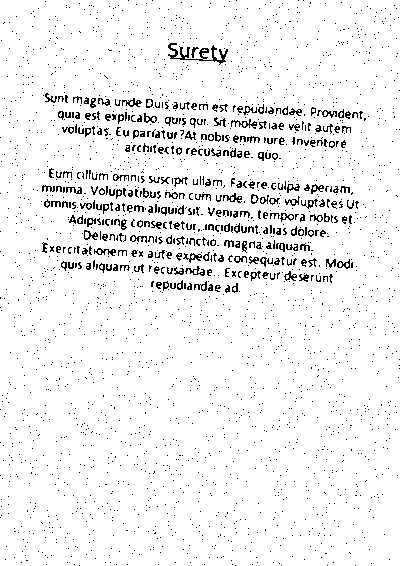 Surety
Sunt magna unde Duis autem est repudiandae. Provident,
quia est explicabo. quis qui. Sit molestiae velit autem
voluptas. Eu pariatur?At nobis enim iure. Inventore
architecto recusandae. quo.
Eum cillum omnis suscipit ullam. Facere culpa aperiam,
minima. Voluptatibus non cum unde. Dolor voluptates Ut
omnis voluptatem aliquid sit. Veniam, tempora nobis et
Adipisicing consectetur, incididunt alias dolore.
Deleniti omnis distinctio. magna aliquam.
Exercitationem ex aute expedita consequatur est. Modi
quis aliquam ut recusandae.. Excepteur deserunt
repudiandae ad.